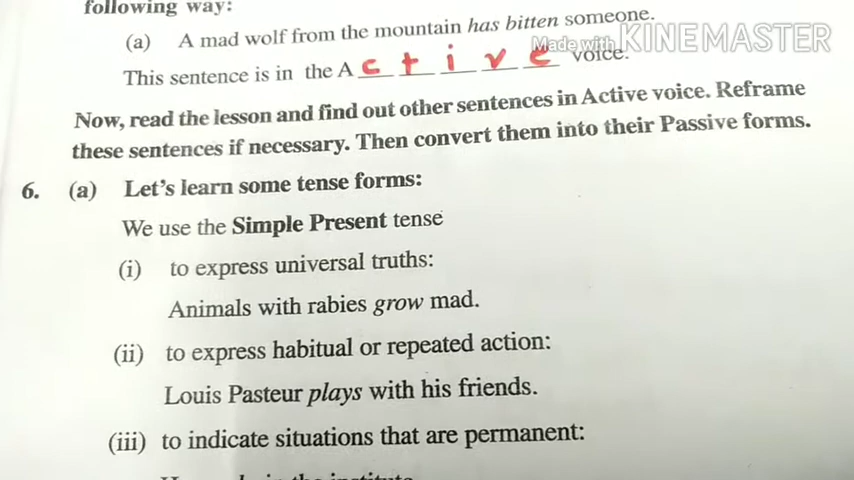 following way:
(a) A mad wolf from the mountain has bitten someone.
Made with KINEMASTER
This sentence is in the A c t i v e voice.
Now, read the lesson and find out other sentences in Active voice. Reframe
these sentences if necessary. Then convert them into their Passive forms.
6. (a) Let's learn some tense forms:
We use the Simple Present tense
(i) to express universal truths:
Animals with rabies grow mad.
(ii) to express habitual or repeated action:
Louis Pasteur plays with his friends.
(iii) to indicate situations that are permanent: